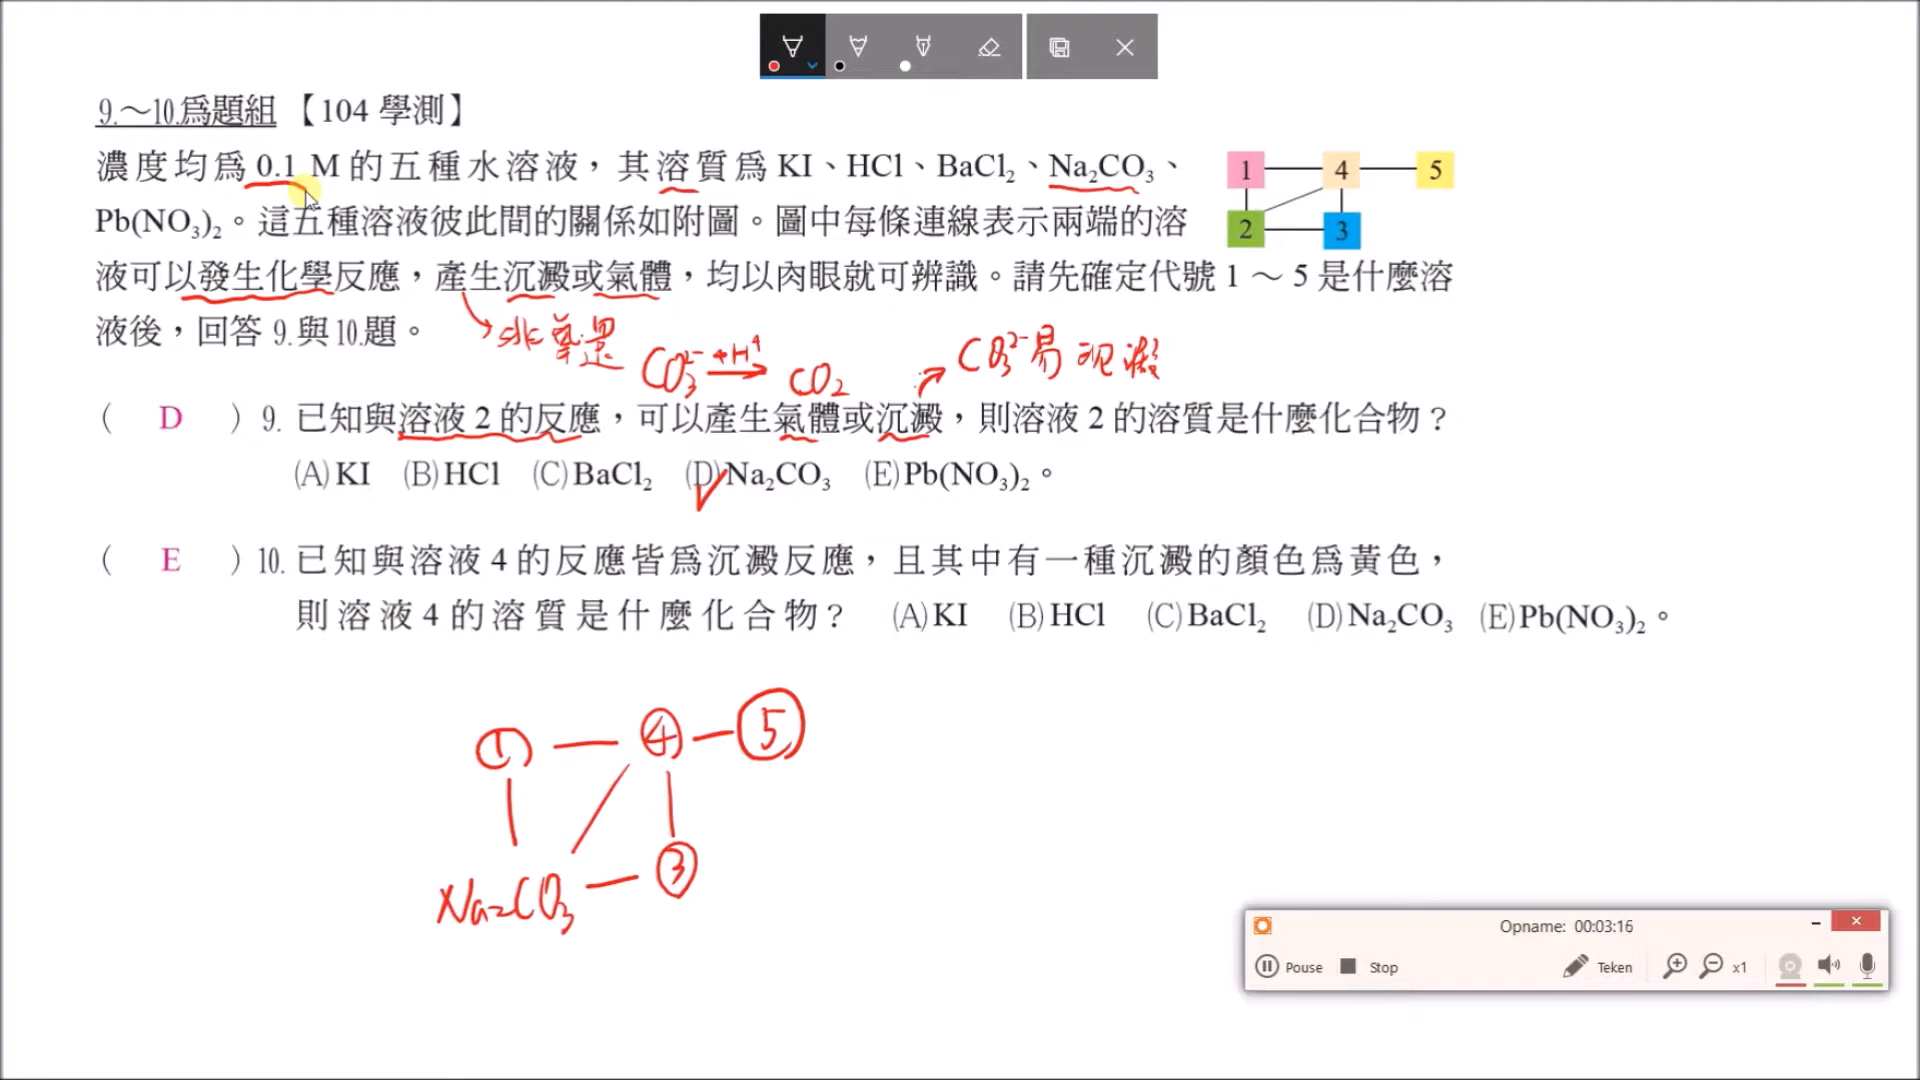 9.～10.為題組 【104 學測】
濃度均為 0.1 M 的五種水溶液，其溶質為 KI、HCl、BaCl₂、Na₂CO₃、
Pb(NO₃)₂。這五種溶液彼此間的關係如附圖。圖中每條連線表示兩端的溶
液可以發生化學反應，產生沉澱或氣體，均以肉眼就可辨識。請先確定代號 1 ～ 5 是什麼溶
液後，回答 9.與10.題。
1 4 5
2 3
非氧還
CO₃²⁻ +H⁺ CO₂
CO₃²⁻易沉澱
（ D ）9. 已知與溶液 2 的反應，可以產生氣體或沉澱，則溶液 2 的溶質是什麼化合物？
(A)KI (B)HCl (C)BaCl₂ (D)Na₂CO₃ (E)Pb(NO₃)₂。
（ E ）10. 已知與溶液 4 的反應皆為沉澱反應，且其中有一種沉澱的顏色為黃色，
則溶液 4 的溶質是什麼化合物？ (A)KI (B)HCl (C)BaCl₂ (D)Na₂CO₃ (E)Pb(NO₃)₂。
① ④ ⑤
Na₂CO₃ ③
Opname: 00:03:16
Pouse Stop Teken x1